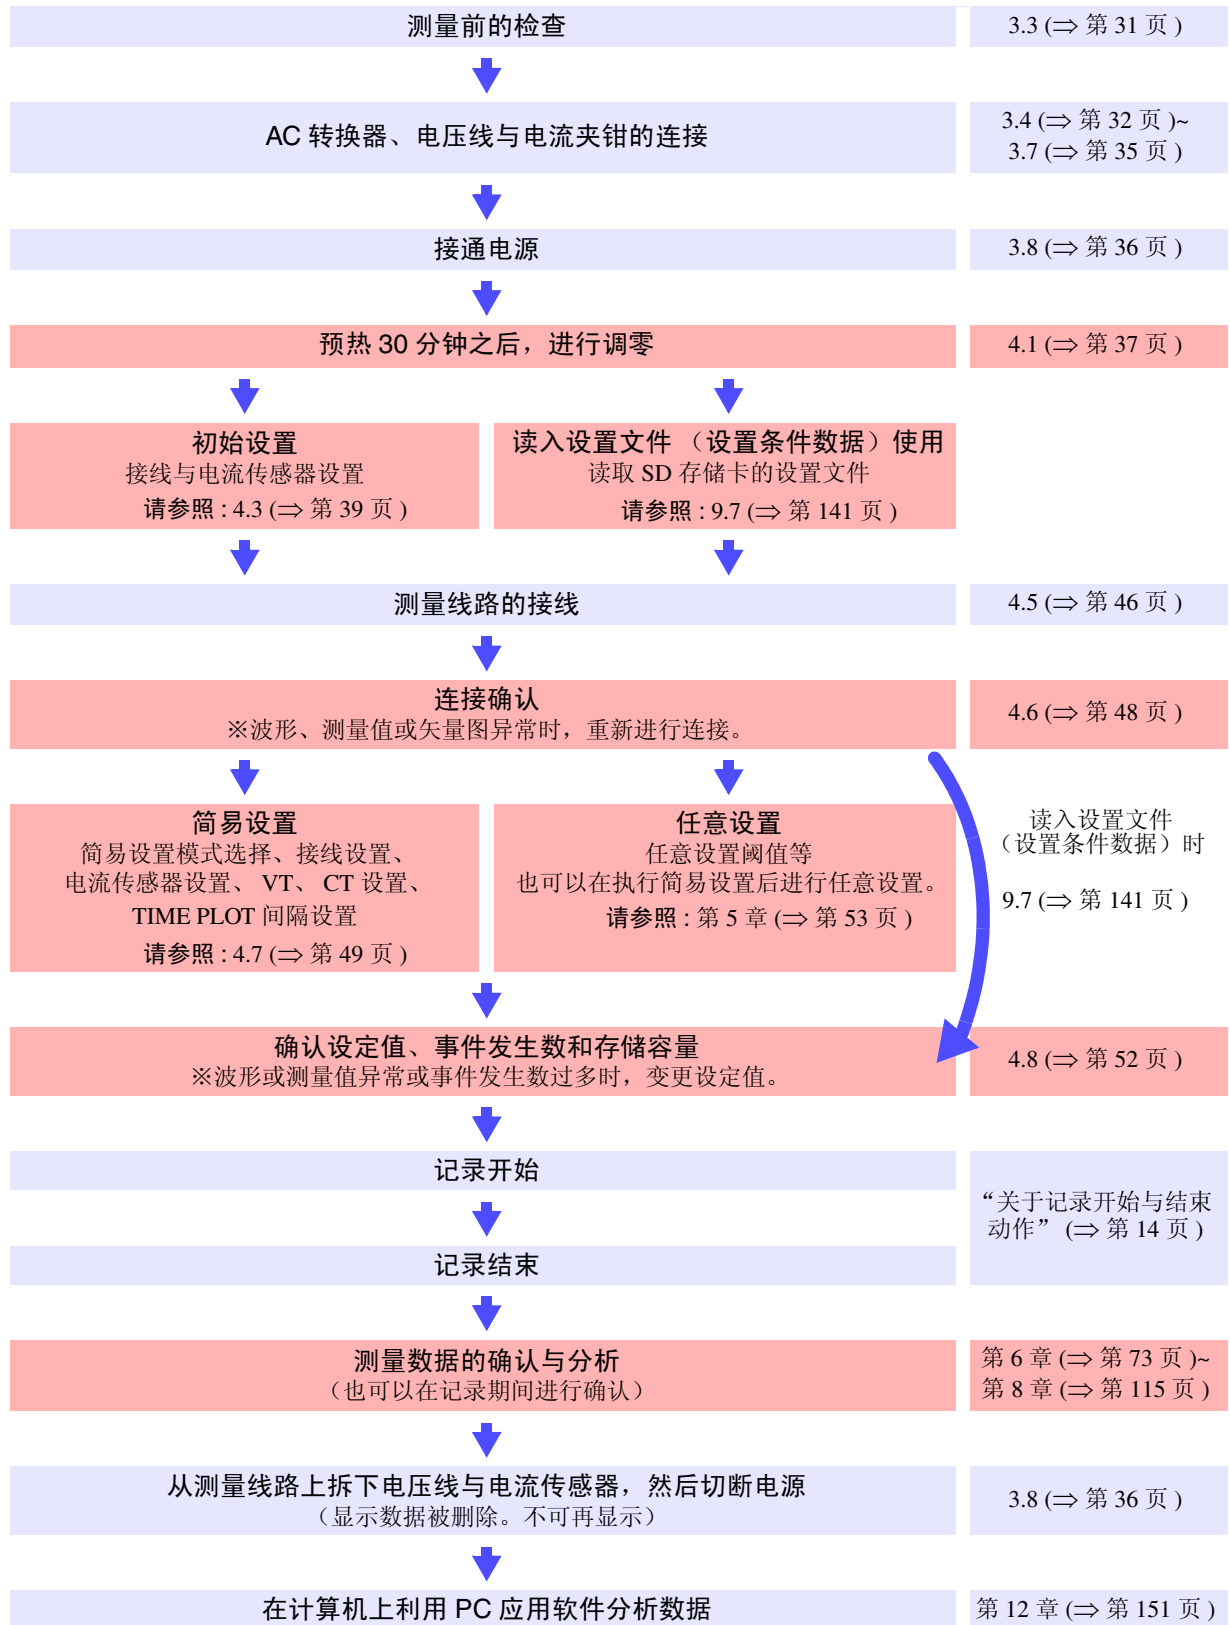 测量前的检查
3.3 (⇒ 第 31 页 )
AC 转换器、电压线与电流夹钳的连接
3.4 (⇒ 第 32 页 )~
3.7 (⇒ 第 35 页 )
接通电源
3.8 (⇒ 第 36 页 )
预热 30 分钟之后，进行调零
4.1 (⇒ 第 37 页 )
初始设置
接线与电流传感器设置
请参照 : 4.3 (⇒ 第 39 页 )
读入设置文件 （设置条件数据）使用
读取 SD 存储卡的设置文件
请参照 : 9.7 (⇒ 第 141 页 )
测量线路的接线
4.5 (⇒ 第 46 页 )
连接确认
※波形、测量值或矢量图异常时，重新进行连接。
4.6 (⇒ 第 48 页 )
简易设置
简易设置模式选择、接线设置、
电流传感器设置、 VT、 CT 设置、
TIME PLOT 间隔设置
请参照 : 4.7 (⇒ 第 49 页 )
任意设置
任意设置阈值等
也可以在执行简易设置后进行任意设置。
请参照 : 第 5 章 (⇒ 第 53 页 )
读入设置文件
（设置条件数据）时
9.7 (⇒ 第 141 页 )
确认设定值、事件发生数和存储容量
※波形或测量值异常或事件发生数过多时，变更设定值。
4.8 (⇒ 第 52 页 )
记录开始
“关于记录开始与结束
动作” (⇒ 第 14 页 )
记录结束
测量数据的确认与分析
（也可以在记录期间进行确认）
第 6 章 (⇒ 第 73 页 )~
第 8 章 (⇒ 第 115 页 )
从测量线路上拆下电压线与电流传感器，然后切断电源
（显示数据被删除。不可再显示）
3.8 (⇒ 第 36 页 )
在计算机上利用 PC 应用软件分析数据
第 12 章 (⇒ 第 151 页 )